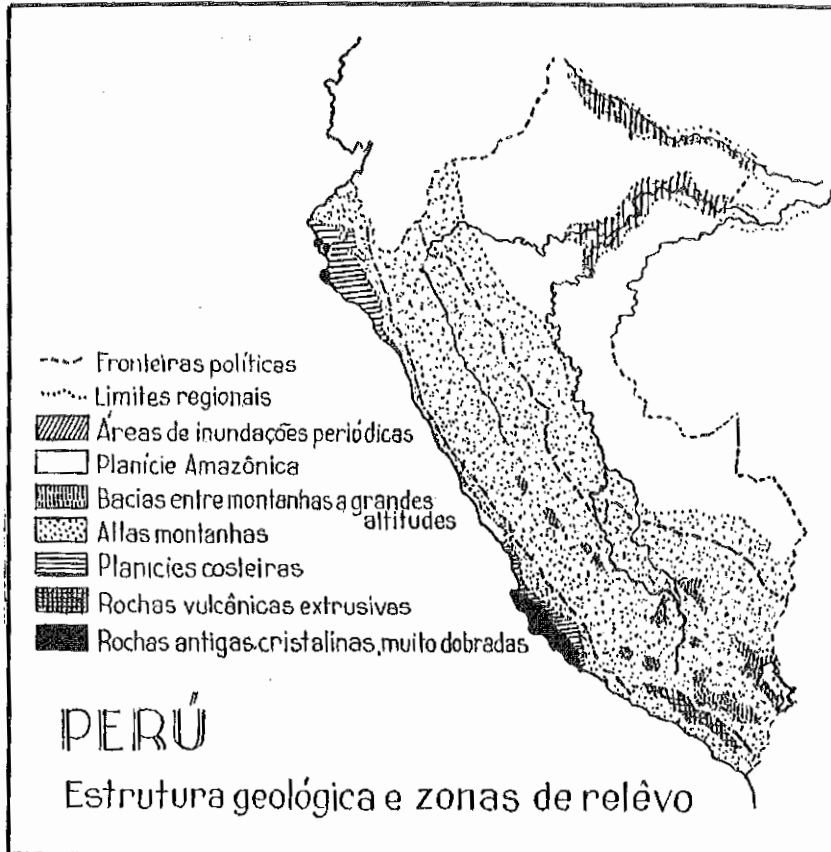 Fronteiras políticas
Limites regionais
Áreas de inundações periódicas
Planície Amazônica
Bacias entre montanhas a grandes
altitudes
Altas montanhas
Planícies costeiras
Rochas vulcânicas extrusivas
Rochas antigas, cristalinas, muito dobradas
PERÚ
Estrutura geológica e zonas de relêvo